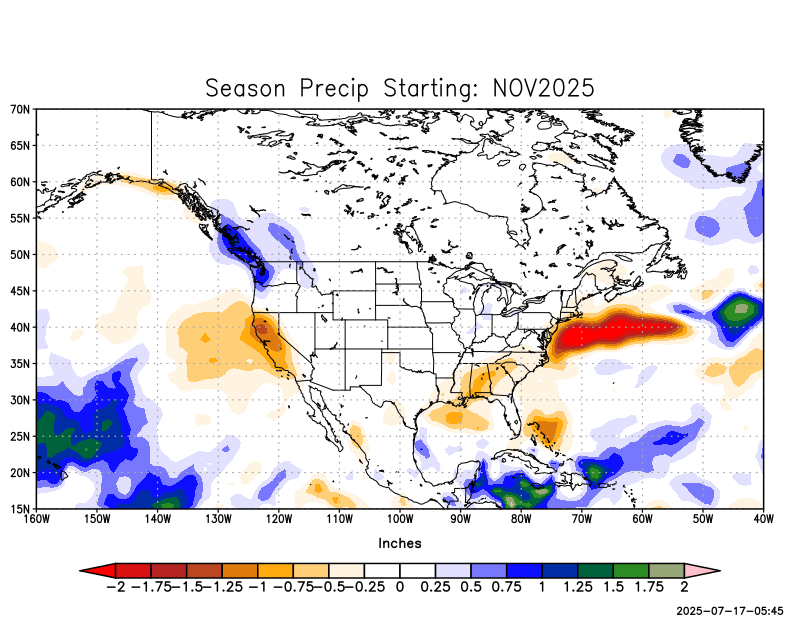 Season Precip Starting: NOV2025
70N
65N
60N
55N
50N
45N
40N
35N
30N
25N
20N
15N
160W 150W 140W 130W 120W 110W 100W 90W 80W 70W 60W 50W 40W
Inches
-2 -1.75-1.5-1.25 -1 -0.75-0.5-0.25 0 0.25 0.5 0.75 1 1.25 1.5 1.75 2
2025-07-17-05:45